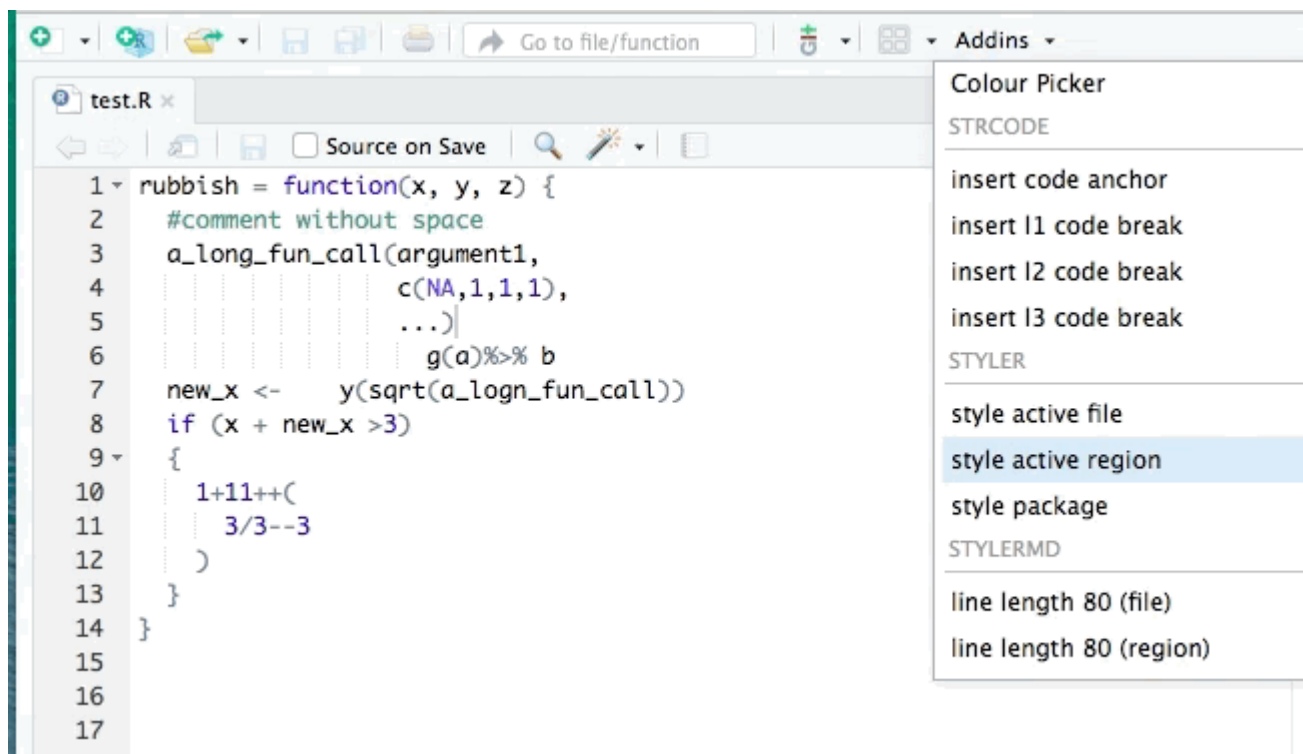 Go to file/function
Addins
test.R
Source on Save
1 rubbish = function(x, y, z) {
2   #comment without space
3   a_long_fun_call(argument1,
4                   c(NA,1,1,1),
5                   ...)
6                     g(a)%>% b
7   new_x <-    y(sqrt(a_logn_fun_call))
8   if (x + new_x >3)
9   {
10     1+11++(
11       3/3--3
12     )
13   }
14 }
15
16
17
Colour Picker
STRCODE
insert code anchor
insert l1 code break
insert l2 code break
insert l3 code break
STYLER
style active file
style active region
style package
STYLERMD
line length 80 (file)
line length 80 (region)